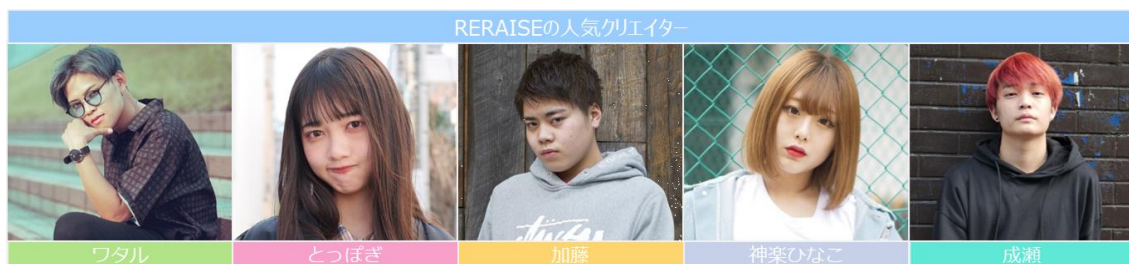 RERAISEの人気クリエイター
STUSSY
ワタル
とっぽぎ
加藤
神楽ひなこ
成瀬